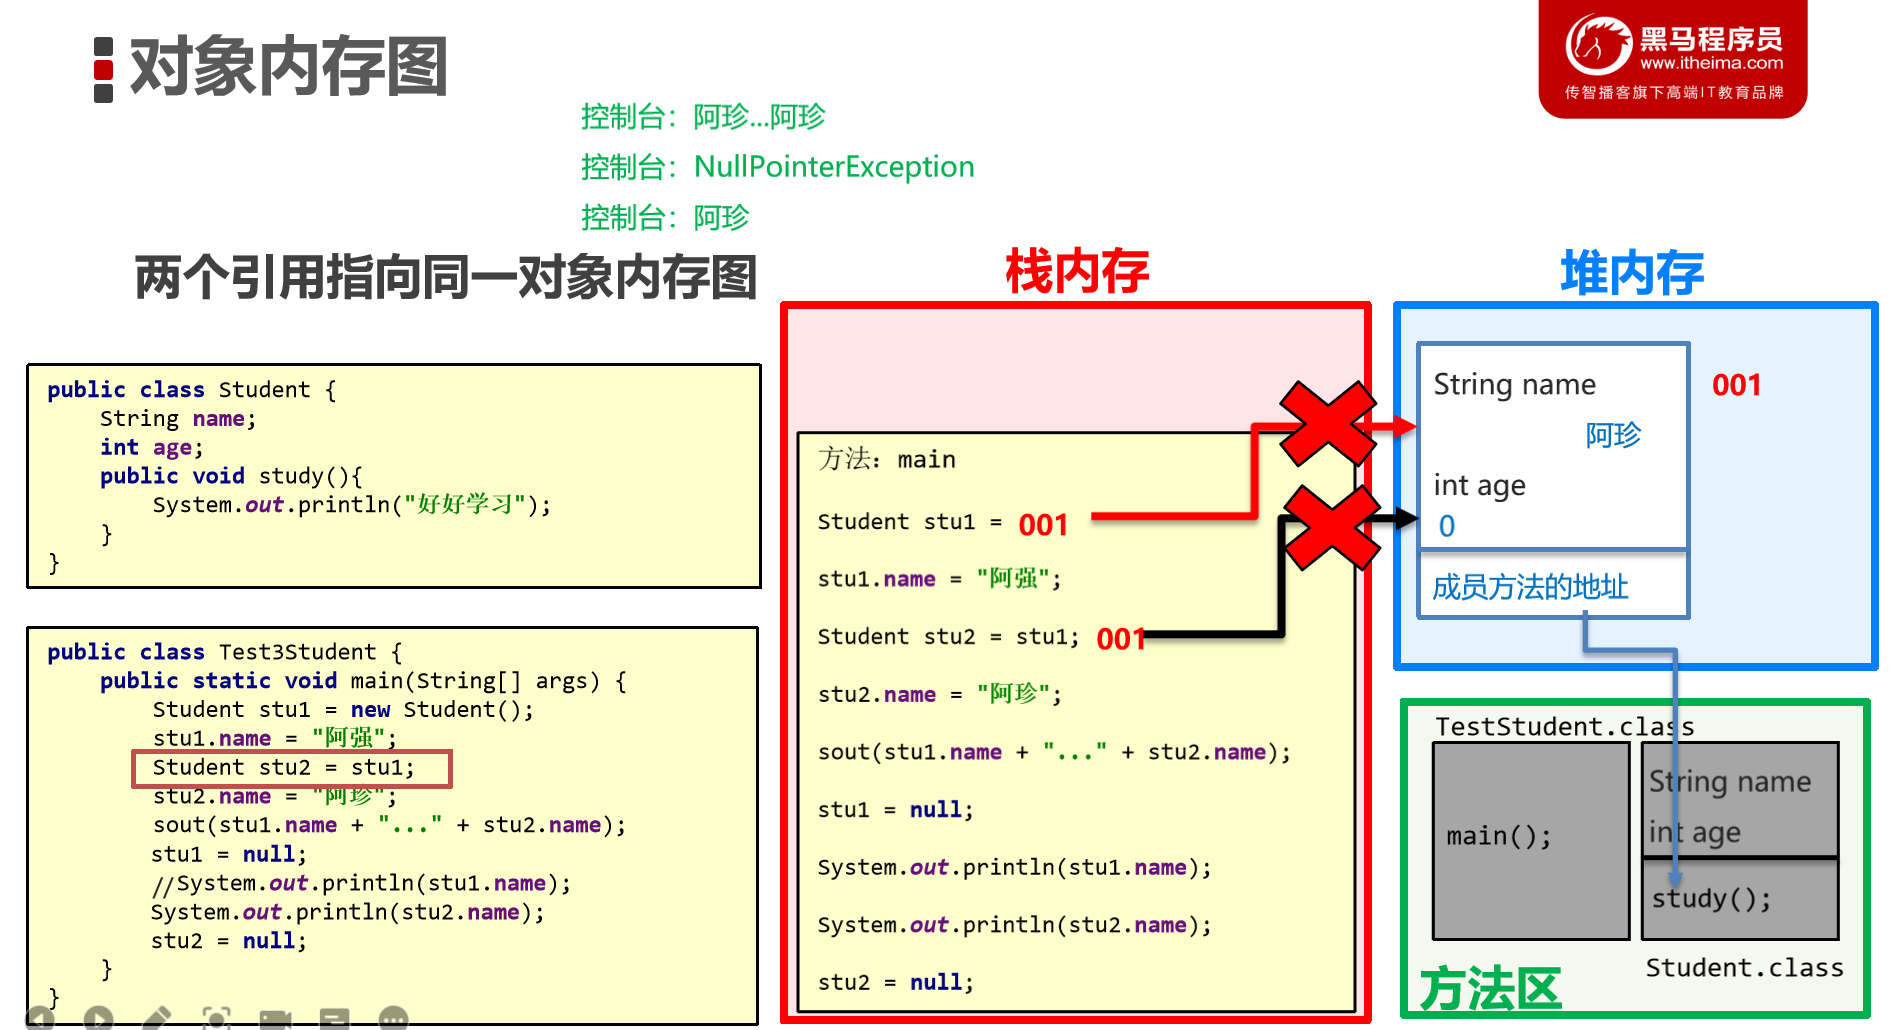 对象内存图
黑马程序员
www.itheima.com
传智播客旗下高端IT教育品牌
控制台：阿珍...阿珍
控制台：NullPointerException
控制台：阿珍
两个引用指向同一对象内存图
public class Student {
String name;
int age;
public void study(){
System.out.println("好好学习");
}
}
public class Test3Student {
public static void main(String[] args) {
Student stu1 = new Student();
stu1.name = "阿强";
Student stu2 = stu1;
stu2.name = "阿珍";
sout(stu1.name + "..." + stu2.name);
stu1 = null;
//System.out.println(stu1.name);
System.out.println(stu2.name);
stu2 = null;
}
}
栈内存
方法：main
Student stu1 = 001
stu1.name = "阿强";
Student stu2 = stu1; 001
stu2.name = "阿珍";
sout(stu1.name + "..." + stu2.name);
stu1 = null;
System.out.println(stu1.name);
System.out.println(stu2.name);
stu2 = null;
堆内存
String name
001
阿珍
int age
0
成员方法的地址
TestStudent.class
main();
String name
int age
study();
Student.class
方法区